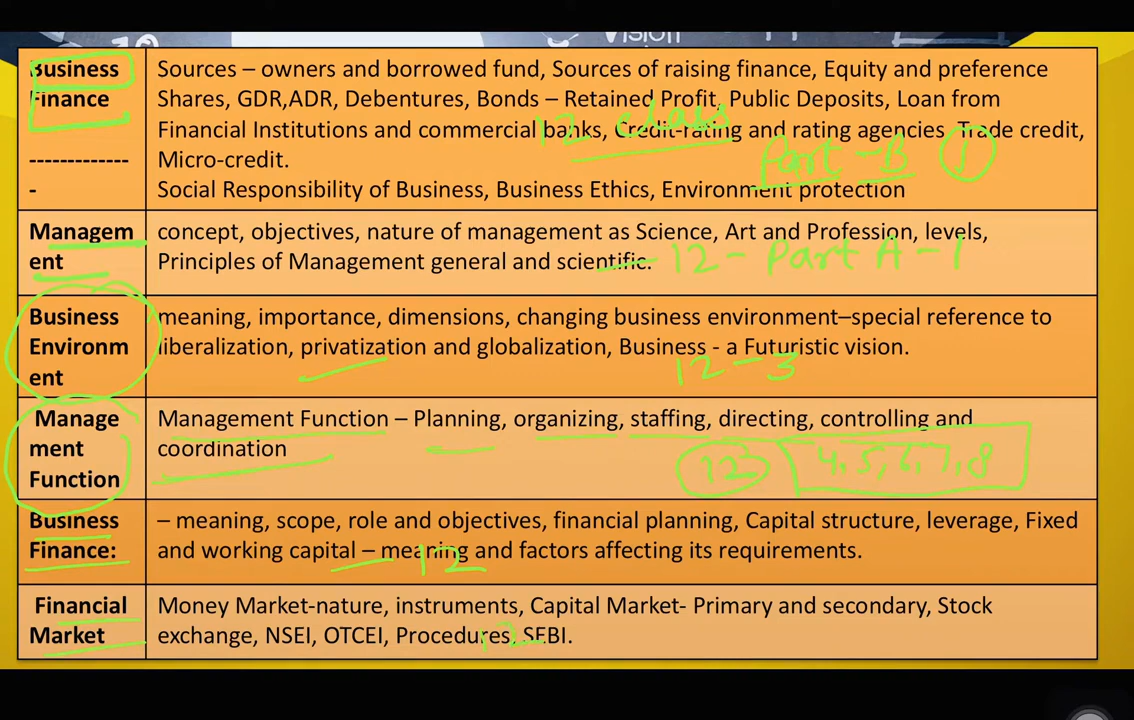 Vision
Business
Finance
-------------
-
Sources – owners and borrowed fund, Sources of raising finance, Equity and preference
Shares, GDR,ADR, Debentures, Bonds – Retained Profit, Public Deposits, Loan from
Financial Institutions and commercial banks, Credit-rating and rating agencies, Trade credit,
Micro-credit.
Social Responsibility of Business, Business Ethics, Environment protection
12 class
Part - B 1
Managem
ent
concept, objectives, nature of management as Science, Art and Profession, levels,
Principles of Management general and scientific.
12 - Part A - 1
Business
Environm
ent
meaning, importance, dimensions, changing business environment–special reference to
liberalization, privatization and globalization, Business - a Futuristic vision.
12 - 3
Manage
ment
Function
Management Function – Planning, organizing, staffing, directing, controlling and
coordination
12 4, 5, 6, 7, 8
Business
Finance:
– meaning, scope, role and objectives, financial planning, Capital structure, leverage, Fixed
and working capital – meaning and factors affecting its requirements.
12
Financial
Market
Money Market-nature, instruments, Capital Market- Primary and secondary, Stock
exchange, NSEI, OTCEI, Procedures, SEBI.
12